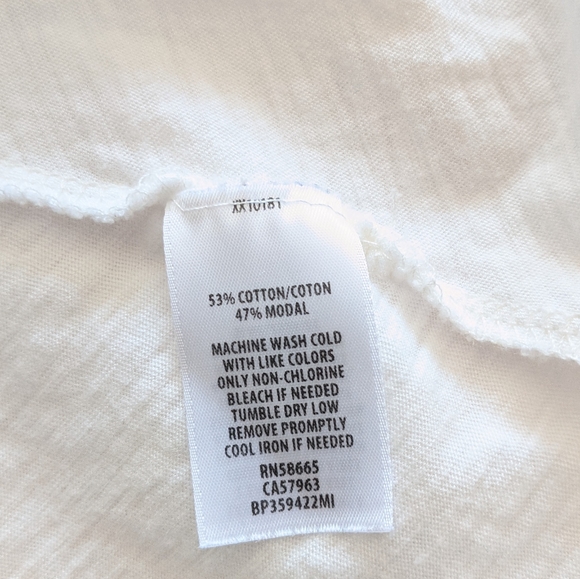 XX10181
53% COTTON/COTON
47% MODAL
MACHINE WASH COLD
WITH LIKE COLORS
ONLY NON-CHLORINE
BLEACH IF NEEDED
TUMBLE DRY LOW
REMOVE PROMPTLY
COOL IRON IF NEEDED
RN58665
CA57963
BP359422MI